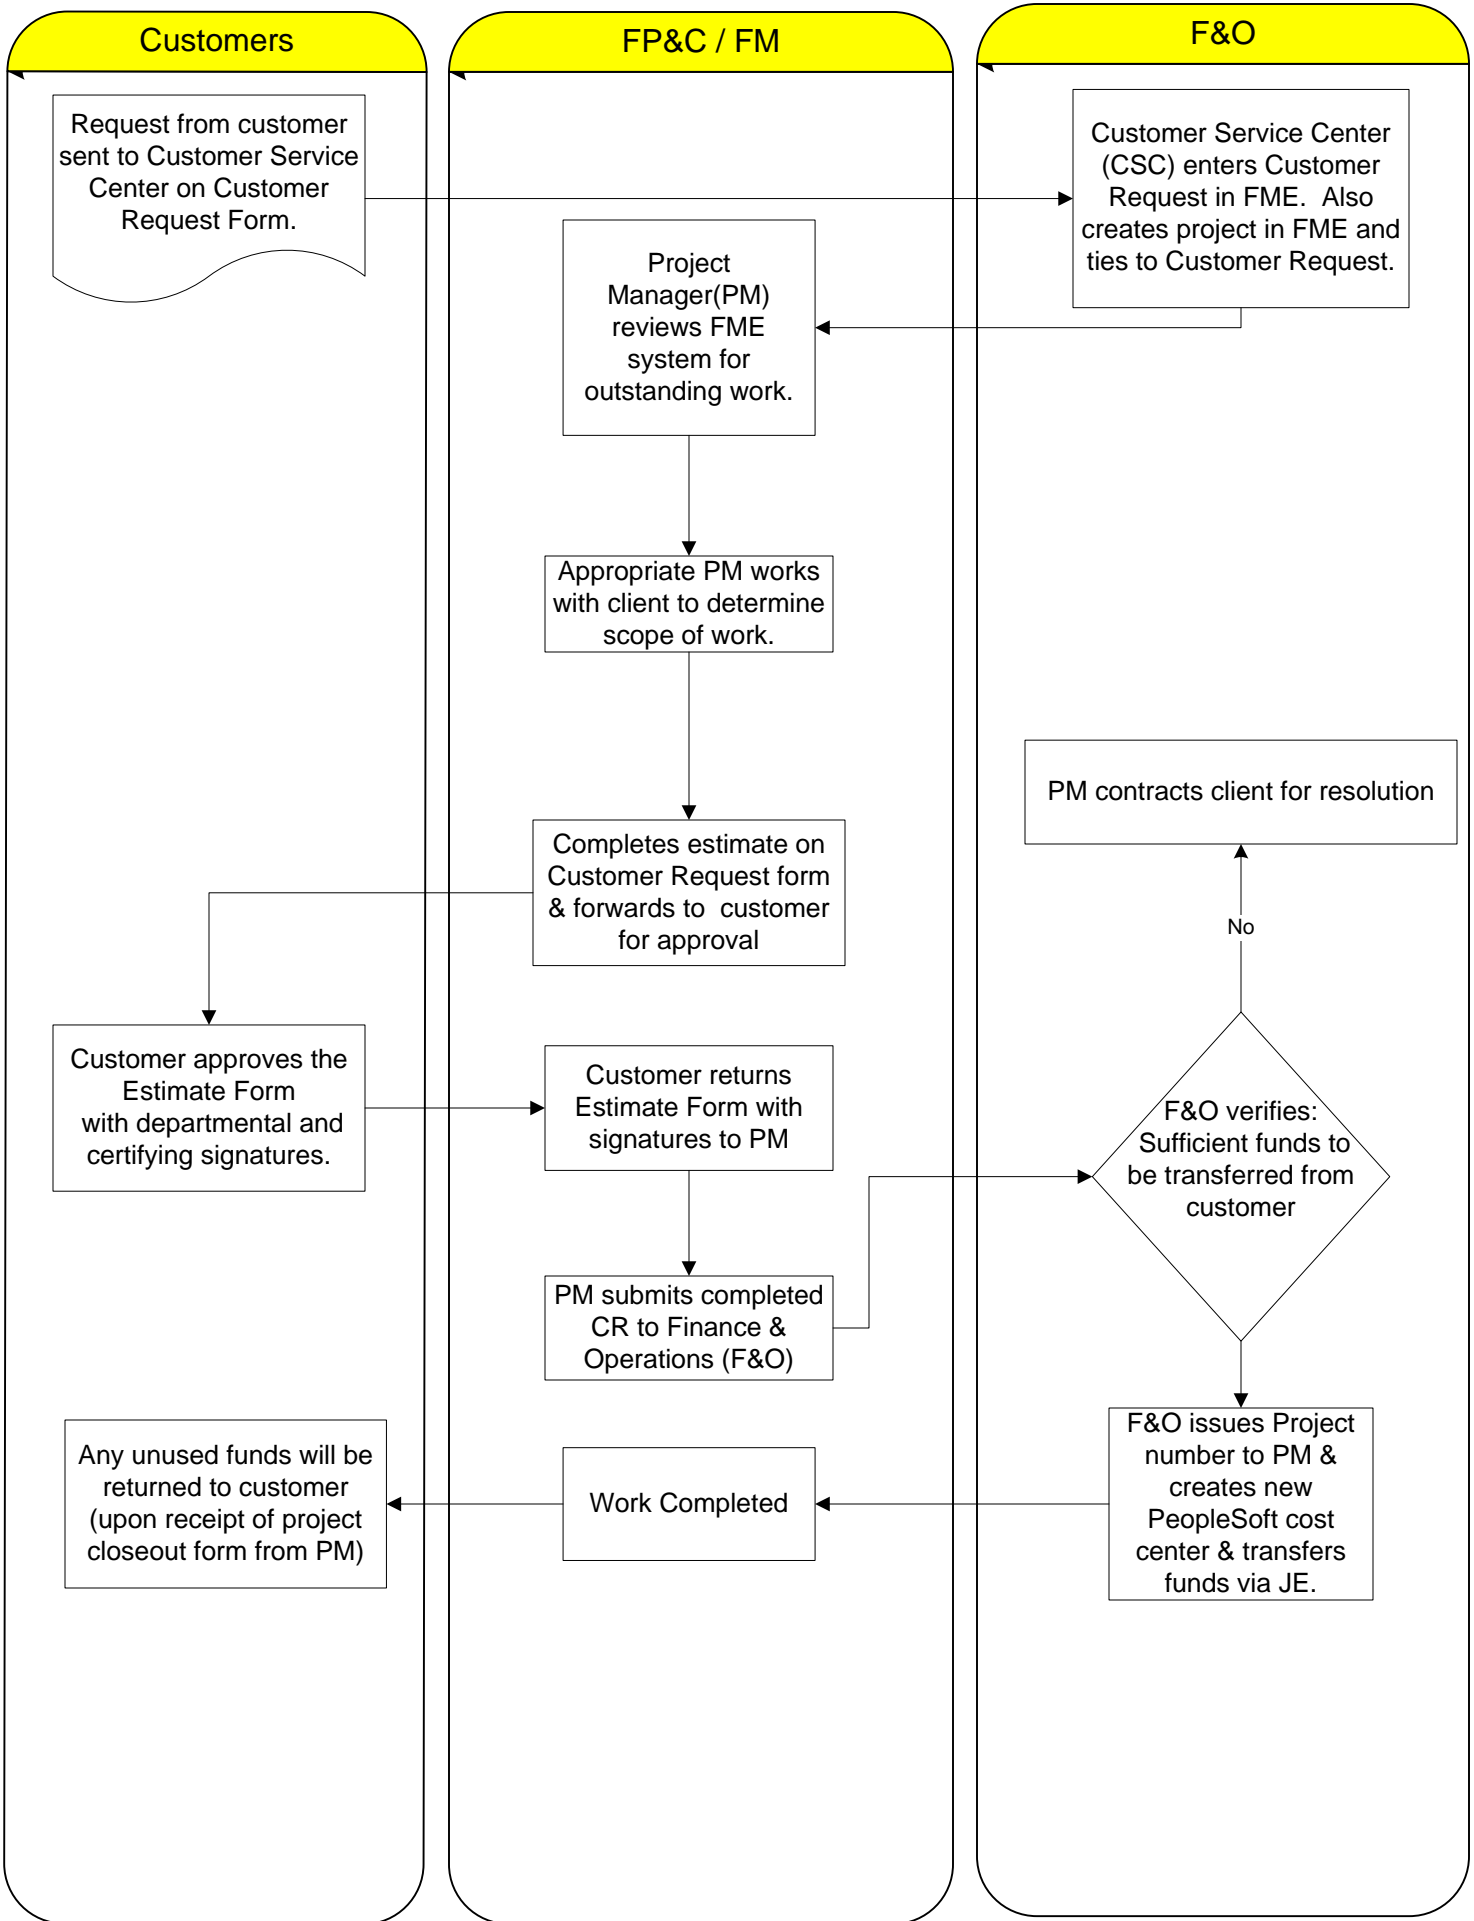 Customers
FP&C / FM
F&O
Request from customer
sent to Customer Service
Center on Customer
Request Form.
Customer Service Center
(CSC) enters Customer
Request in FME.  Also
creates project in FME and
ties to Customer Request.
Project
Manager(PM)
reviews FME
system for
outstanding work.
Appropriate PM works
with client to determine
scope of work.
PM contracts client for resolution
Completes estimate on
Customer Request form
& forwards to  customer
for approval
No
Customer approves the
Estimate Form
with departmental and
certifying signatures.
Customer returns
Estimate Form with
signatures to PM
F&O verifies:
Sufficient funds to
be transferred from
customer
PM submits completed
CR to Finance &
Operations (F&O)
F&O issues Project
number to PM &
creates new
PeopleSoft cost
center & transfers
funds via JE.
Work Completed
Any unused funds will be
returned to customer
(upon receipt of project
closeout form from PM)